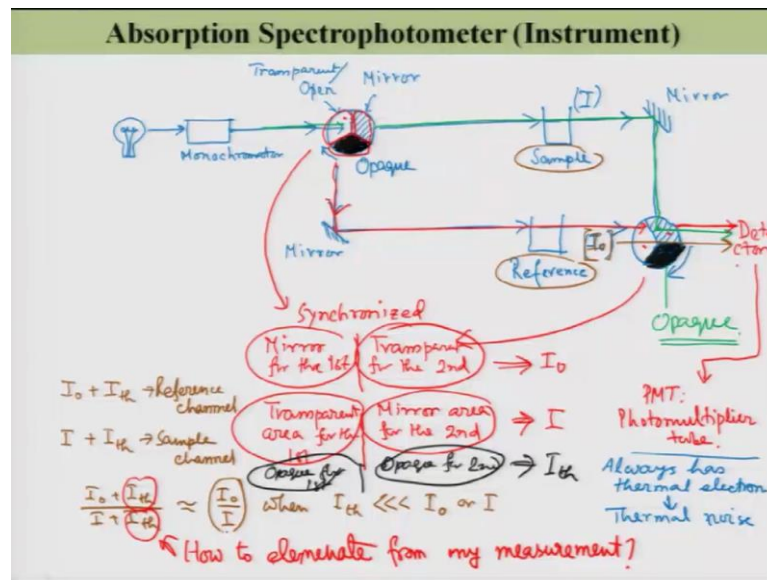 Absorption Spectrophotometer (Instrument)
Transparent/
Open
Mirror
(I)
Mirror
Monochromator
Opaque
Sample
Mirror
Reference
[I₀]
Dete
ctor
Synchronized
Opaque
Mirror
for the 1st
Transparent
for the 2nd
→ I₀
I₀ + Ith → Reference
channel
Transparent
area for the
1st
Mirror area
for the 2nd
→ I
I + Ith → Sample
channel
Opaque for
1st
Opaque for 2nd
→ Ith
PMT:
Photomultiplier
tube.
Always has
thermal electron
↓
Thermal noise
I₀ + Ith / I + Ith ≈ I₀ / I when Ith <<< I₀ or I
How to elemenate from my measurement?